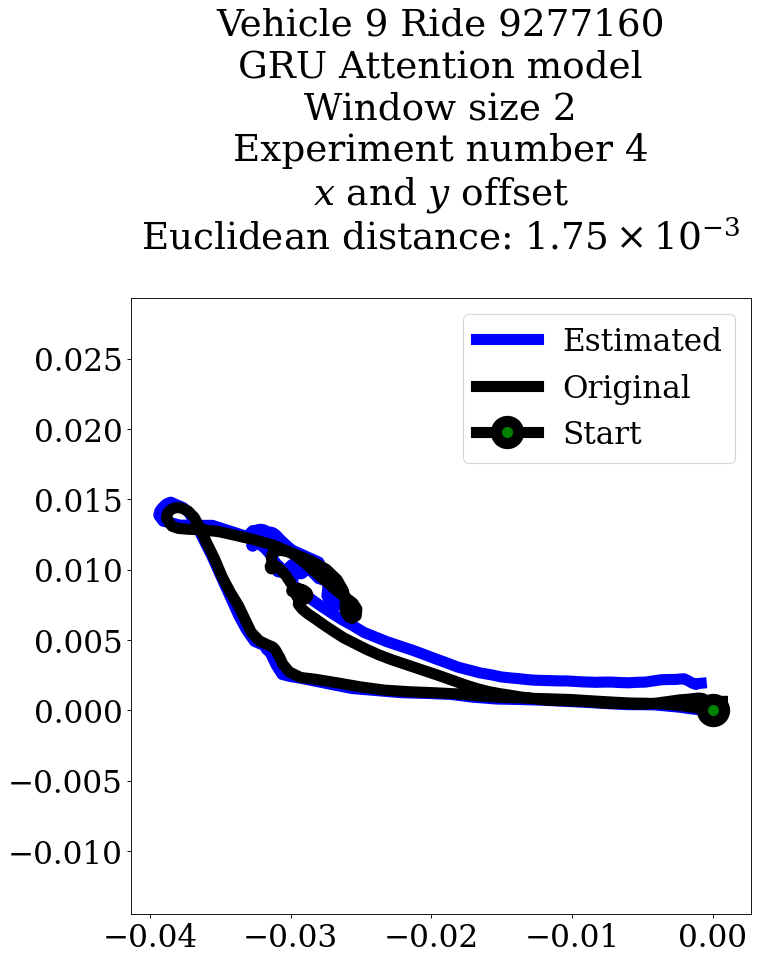 Vehicle 9 Ride 9277160
GRU Attention model
Window size 2
Experiment number 4
x and y offset
Euclidean distance: 1.75 × 10⁻³
Estimated
Original
Start
0.025
0.020
0.015
0.010
0.005
0.000
−0.005
−0.010
−0.04 −0.03 −0.02 −0.01 0.00